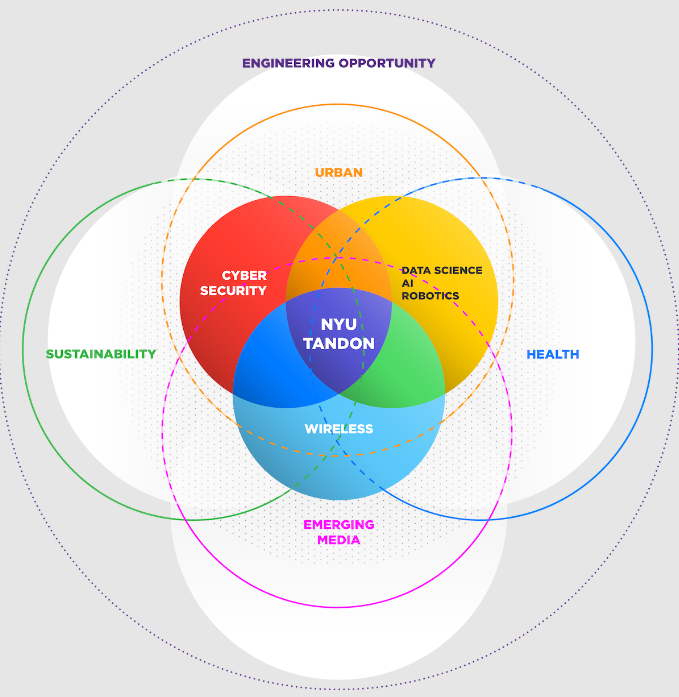 ENGINEERING OPPORTUNITY
URBAN
CYBER
SECURITY
DATA SCIENCE
AI
ROBOTICS
NYU
TANDON
SUSTAINABILITY
HEALTH
WIRELESS
EMERGING
MEDIA